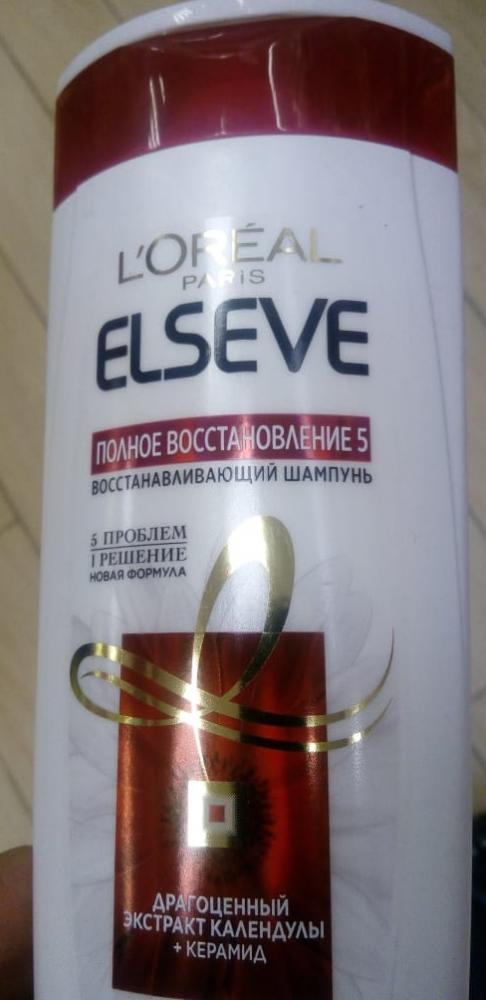 L'ORÉAL
PARIS
ELSEVE
ПОЛНОЕ ВОССТАНОВЛЕНИЕ 5
ВОССТАНАВЛИВАЮЩИЙ ШАМПУНЬ
5 ПРОБЛЕМ
1 РЕШЕНИЕ
НОВАЯ ФОРМУЛА
ДРАГОЦЕННЫЙ
ЭКСТРАКТ КАЛЕНДУЛЫ
+ КЕРАМИД